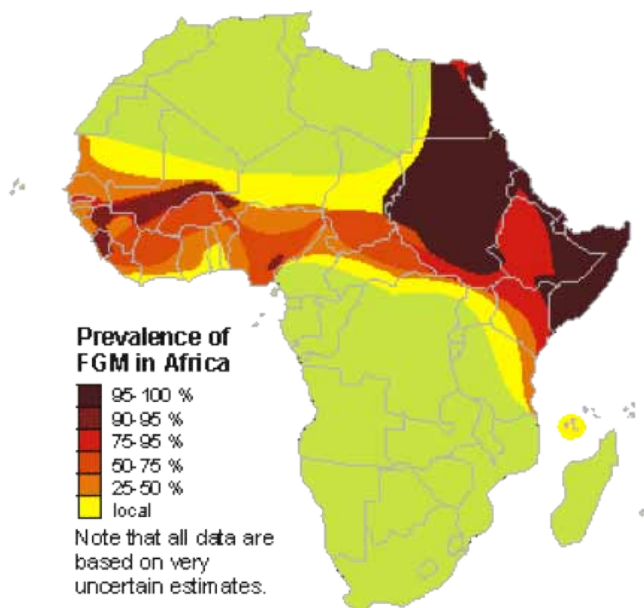 Prevalence of
FGM in Africa
95-100 %
90-95 %
75-95 %
50-75 %
25-50 %
local
Note that all data are
based on very
uncertain estimates.